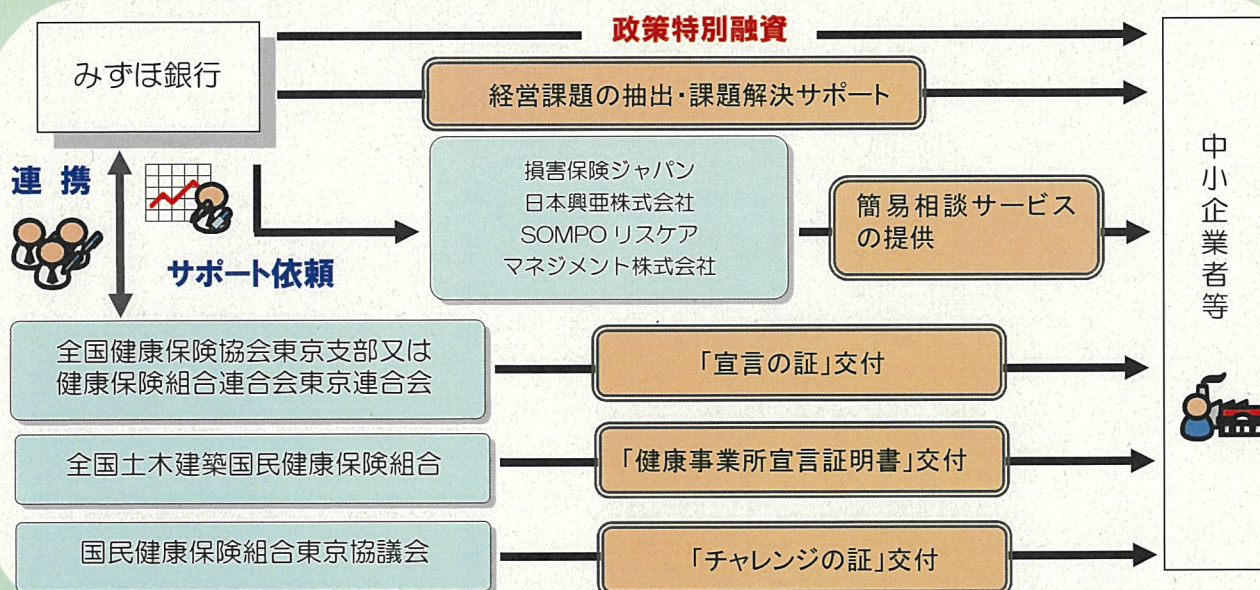 みずほ銀行
政策特別融資
経営課題の抽出・課題解決サポート
連 携
サポート依頼
損害保険ジャパン
日本興亜株式会社
SOMPO リスケア
マネジメント株式会社
簡易相談サービス
の提供
全国健康保険協会東京支部又は
健康保険組合連合会東京連合会
「宣言の証」交付
全国土木建築国民健康保険組合
「健康事業所宣言証明書」交付
国民健康保険組合東京協議会
「チャレンジの証」交付
中小企業者等